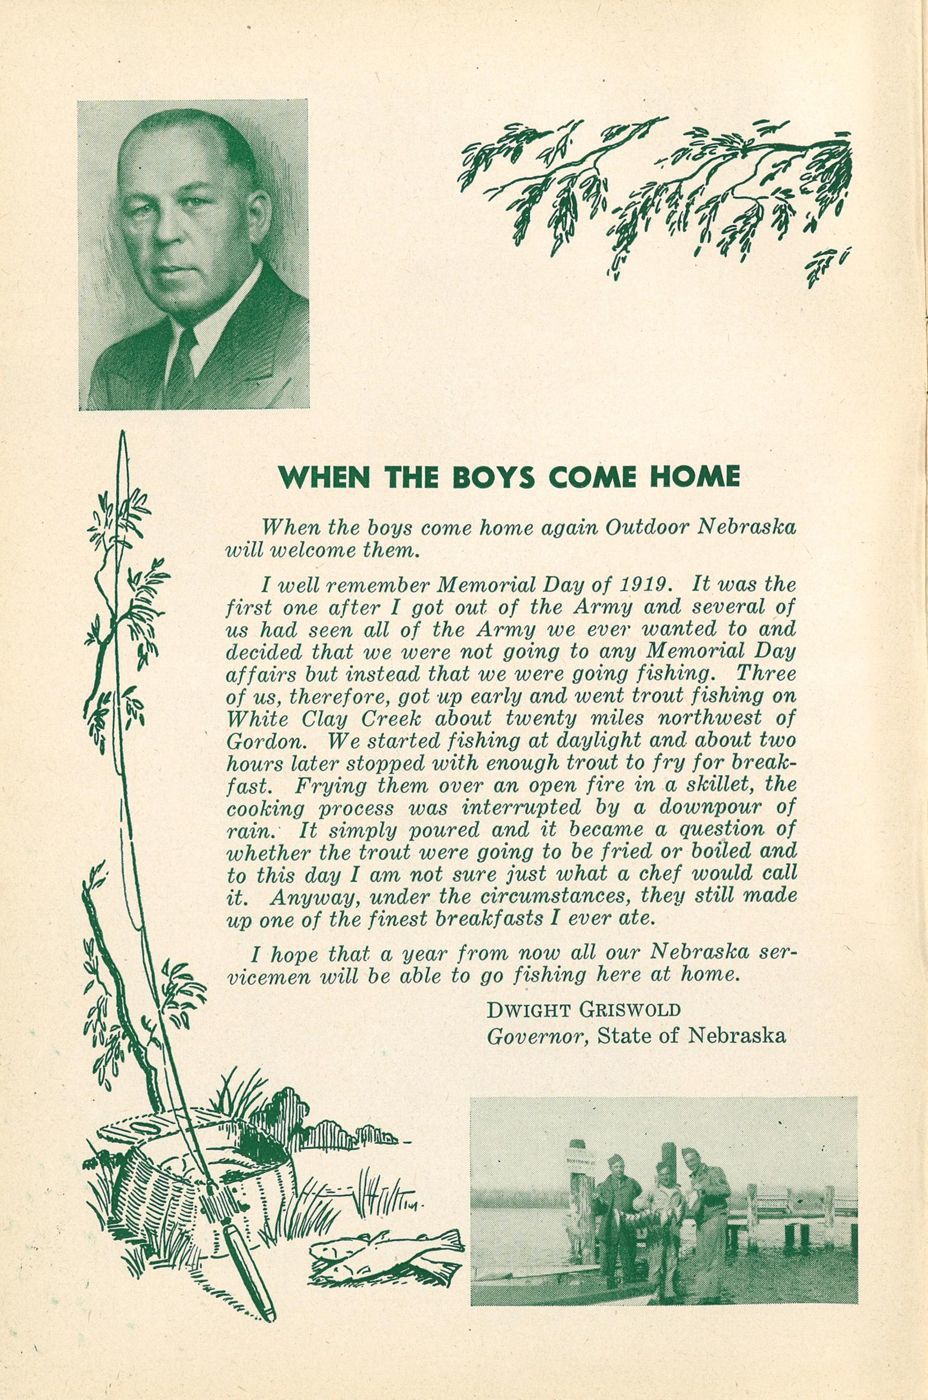 WHEN THE BOYS COME HOME
When the boys come home again Outdoor Nebraska
will welcome them.
I well remember Memorial Day of 1919. It was the
first one after I got out of the Army and several of
us had seen all of the Army we ever wanted to and
decided that we were not going to any Memorial Day
affairs but instead that we were going fishing. Three
of us, therefore, got up early and went trout fishing on
White Clay Creek about twenty miles northwest of
Gordon. We started fishing at daylight and about two
hours later stopped with enough trout to fry for break-
fast. Frying them over an open fire in a skillet, the
cooking process was interrupted by a downpour of
rain. It simply poured and it became a question of
whether the trout were going to be fried or boiled and
to this day I am not sure just what a chef would call
it. Anyway, under the circumstances, they still made
up one of the finest breakfasts I ever ate.
I hope that a year from now all our Nebraska ser-
vicemen will be able to go fishing here at home.
DWIGHT GRISWOLD
Governor, State of Nebraska